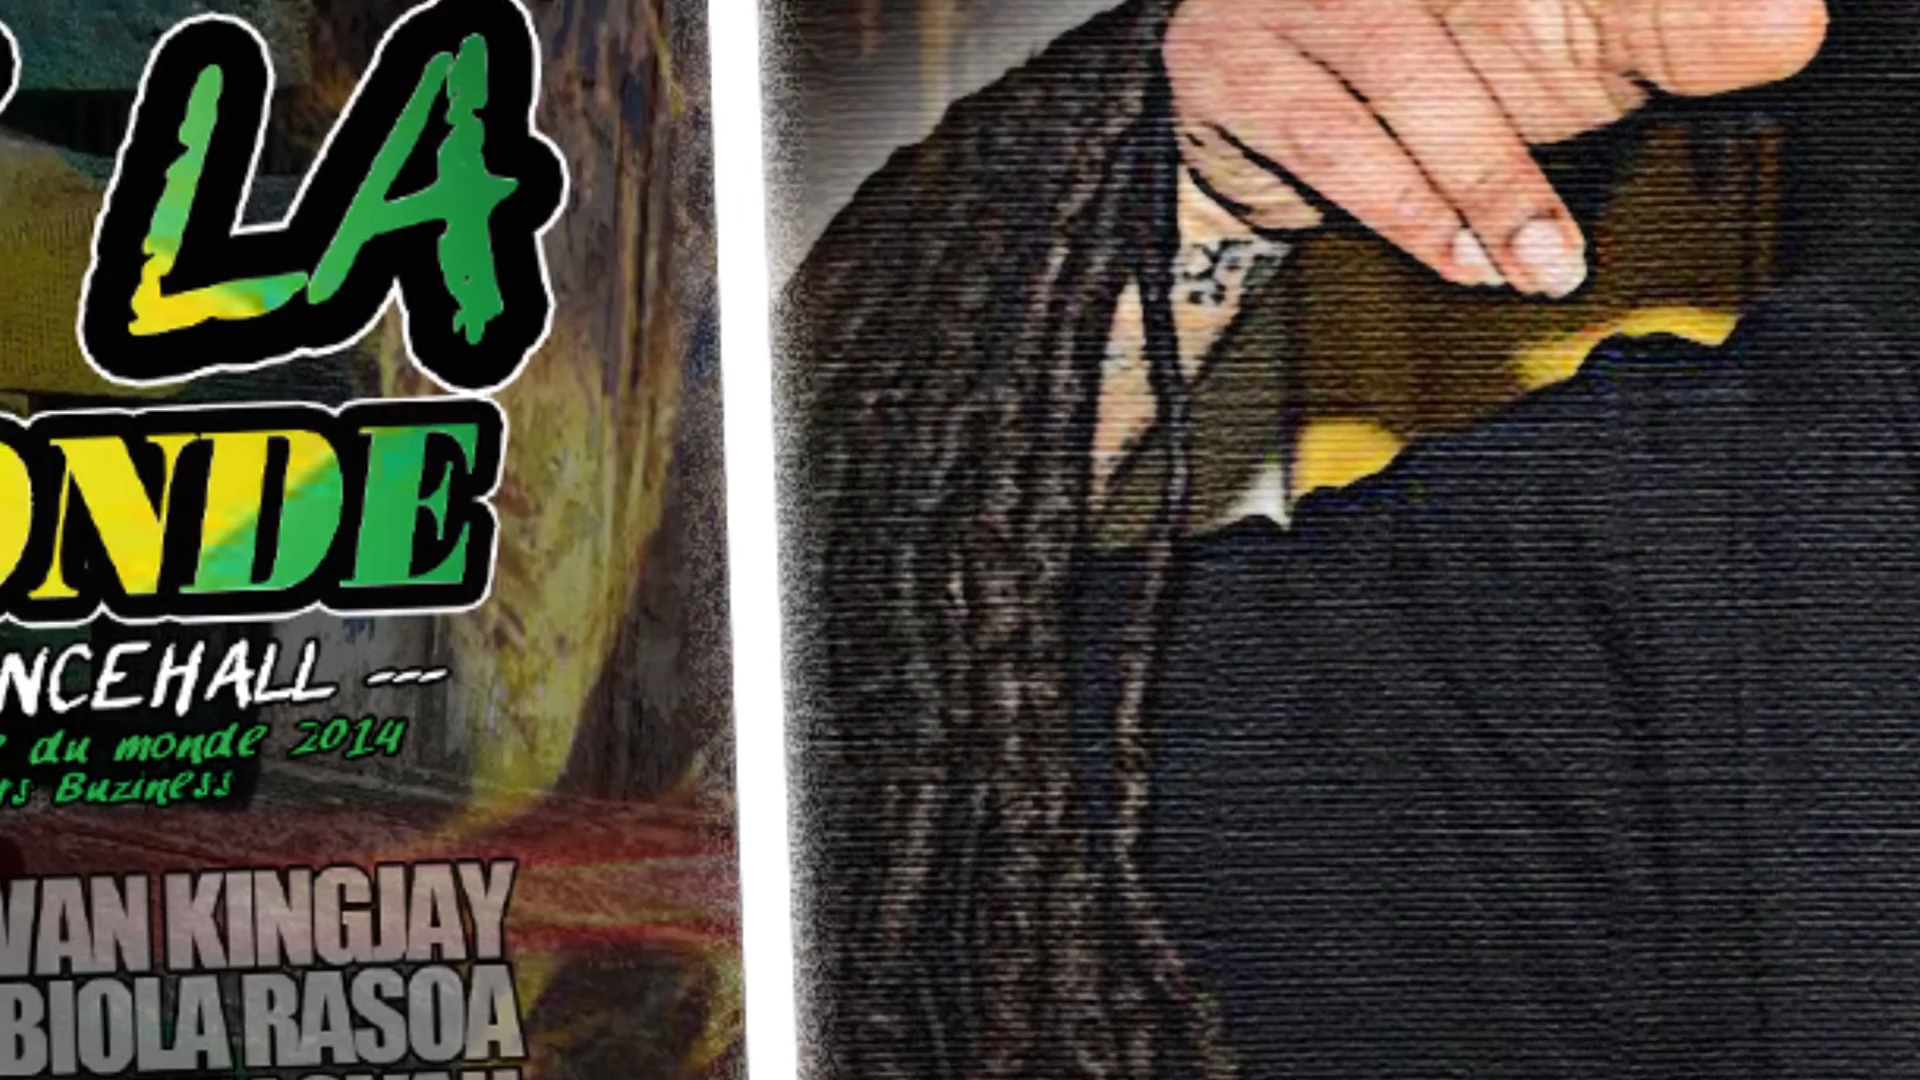 LA
ONDE
NCEHALL ---
du monde 2014
Buziness
VAN KINGJAY
BIOLA RASOA